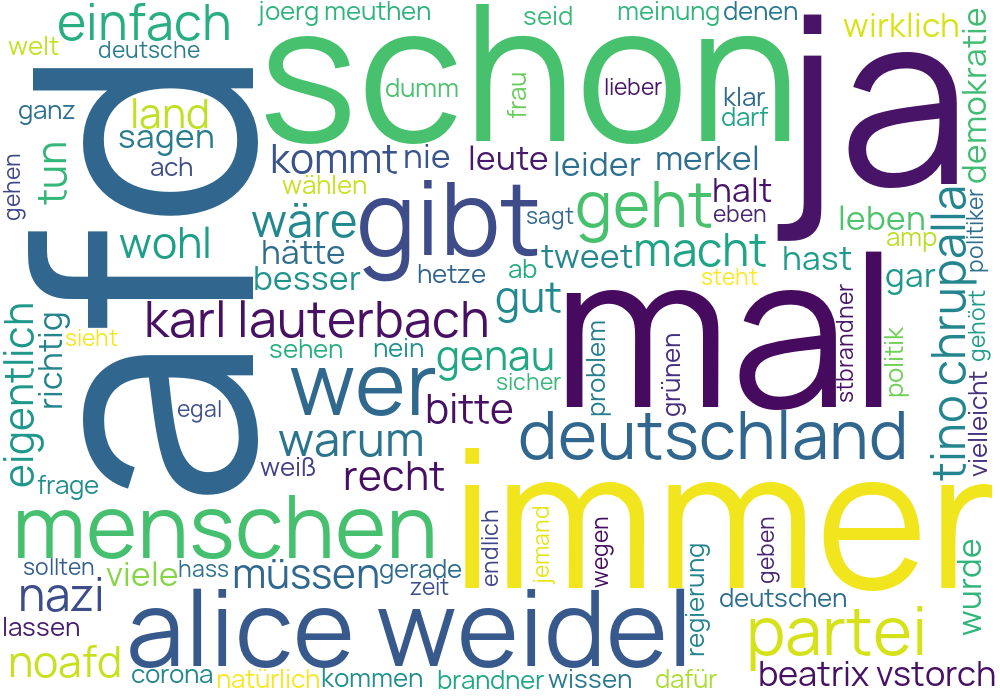 joerg meuthen
seid
meinung
denen
einfach
wirklich
welt
deutsche
schon
ja
demokratie
afd
ganz
land
dumm
frau
lieber
klar
darf
sagen
tun
ach
gehen
kommt
nie
leute
leider
merkel
wählen
gibt
sagt
geht
halt
eben
leben
amp
tino chrupalla
politiker
wäre
wohl
hätte
besser
hetze
ab
tweet
macht
hast
gar
steht
gut
mal
stbrandner
gehört
karl lauterbach
eigentlich
richtig
sieht
sehen
nein
genau
sicher
problem
grünen
politik
vielleicht
egal
wer
bitte
warum
deutschland
weiß
recht
frage
immer
menschen
endlich
jemand
wegen
geben
sollten
viele
hass
müssen
gerade
zeit
regierung
wurde
nazi
deutschen
lassen
alice weidel
partei
noafd
corona
natürlich
kommen
brandner
wissen
dafür
beatrix vstorch